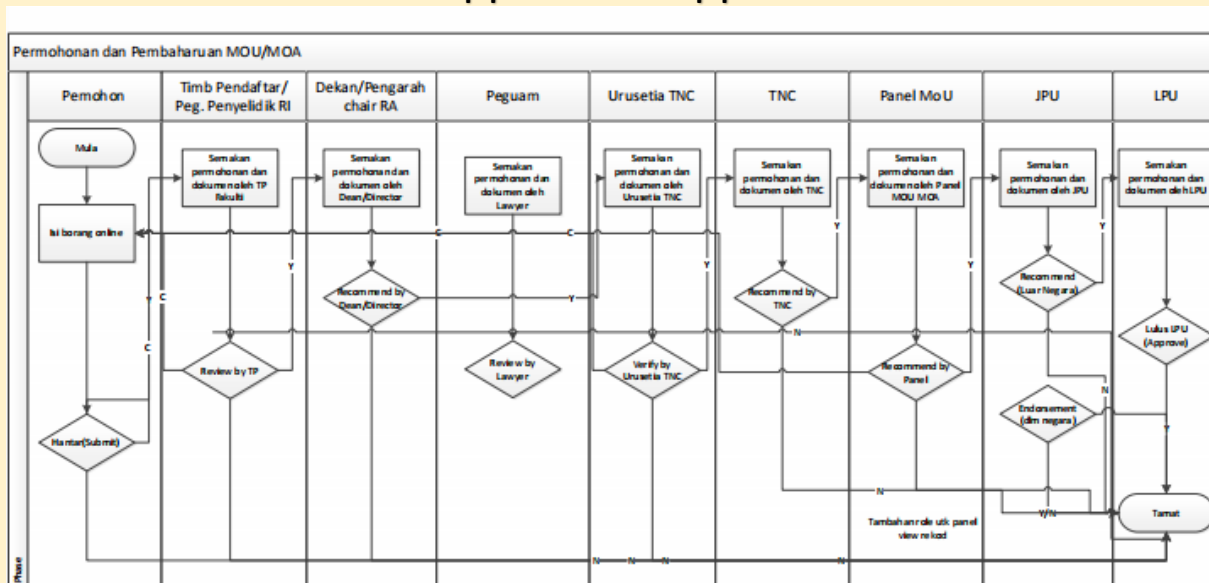 Permohonan dan Pembaharuan MOU/MOA
Pemohon
Timb Pendaftar/
Peg. Penyelidik RI
Dekan/Pengarah
chair RA
Peguam
Urusetia TNC
TNC
Panel MoU
JPU
LPU
Mula
Isi borang online
Hantar(Submit)
Semakan
permohonan dan
dokumen oleh TP
Fakulti
Review by TP
Semakan
permohonan dan
dokumen oleh
Dean/Director
Recommend by
Dean/Director
Semakan
permohonan dan
dokumen oleh
Lawyer
Review by
Lawyer
Semakan
permohonan dan
dokumen oleh
Urusetia TNC
Verify by
Urusetia TNC
Semakan
permohonan dan
dokumen oleh TNC
Recommend by
TNC
Semakan
permohonan dan
dokumen oleh Panel
MOU MOA
Recommend by
Panel
Tambahan role utk panel
view rekod
Semakan
permohonan dan
dokumen oleh JPU
Recommend
(Luar Negara)
Endorsement
(dlm negara)
Semakan
permohonan dan
dokumen oleh LPU
Lulus LPU
(Approve)
Tamat
C
C
Y
Y
Y
C
C
Y
Y
Y
Y
Y
N
N
N
Y/N
N
N
N
N
N
Phase